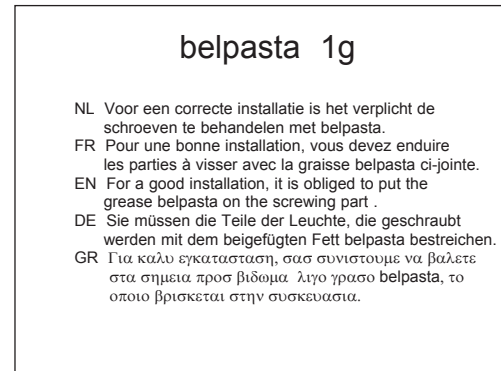 belpasta 1g
NL Voor een correcte installatie is het verplicht de
schroeven te behandelen met belpasta.
FR Pour une bonne installation, vous devez enduire
les parties à visser avec la graisse belpasta ci-jointe.
EN For a good installation, it is obliged to put the
grease belpasta on the screwing part .
DE Sie müssen die Teile der Leuchte, die geschraubt
werden mit dem beigefügten Fett belpasta bestreichen.
GR Για καλυ εγκατασταση, σασ συνιστουμε να βαλετε
στα σημεια προσ βιδωμα λιγο γρασο belpasta, το
οποιο βρισκεται στην συσκευασια.